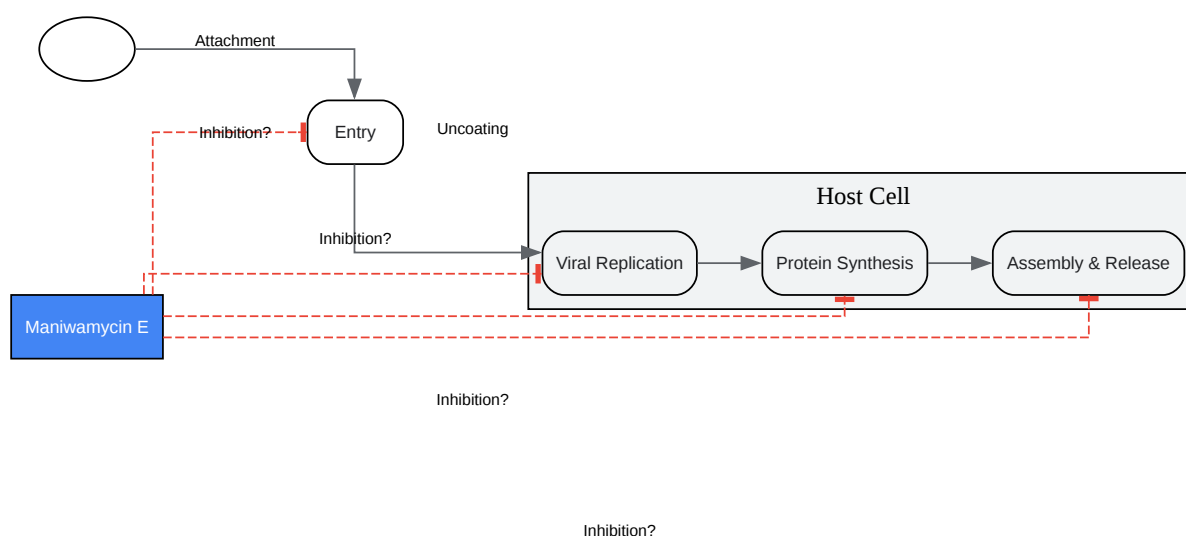 Attachment
Inhibition?
Entry
Uncoating
Host Cell
Inhibition?
Viral Replication
Protein Synthesis
Assembly & Release
Maniwamycin E
Inhibition?
Inhibition?